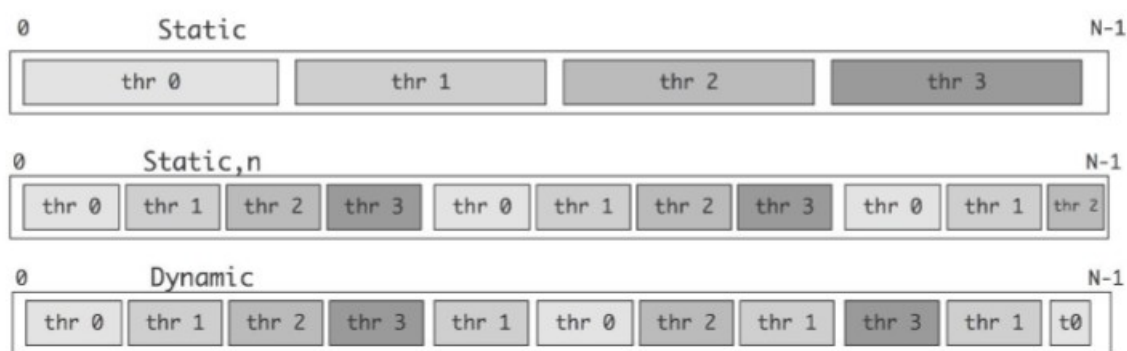 0 Static N-1
thr 0 thr 1 thr 2 thr 3
0 Static,n N-1
thr 0 thr 1 thr 2 thr 3 thr 0 thr 1 thr 2 thr 3 thr 0 thr 1 thr 2
0 Dynamic N-1
thr 0 thr 1 thr 2 thr 3 thr 1 thr 0 thr 2 thr 1 thr 3 thr 1 t0